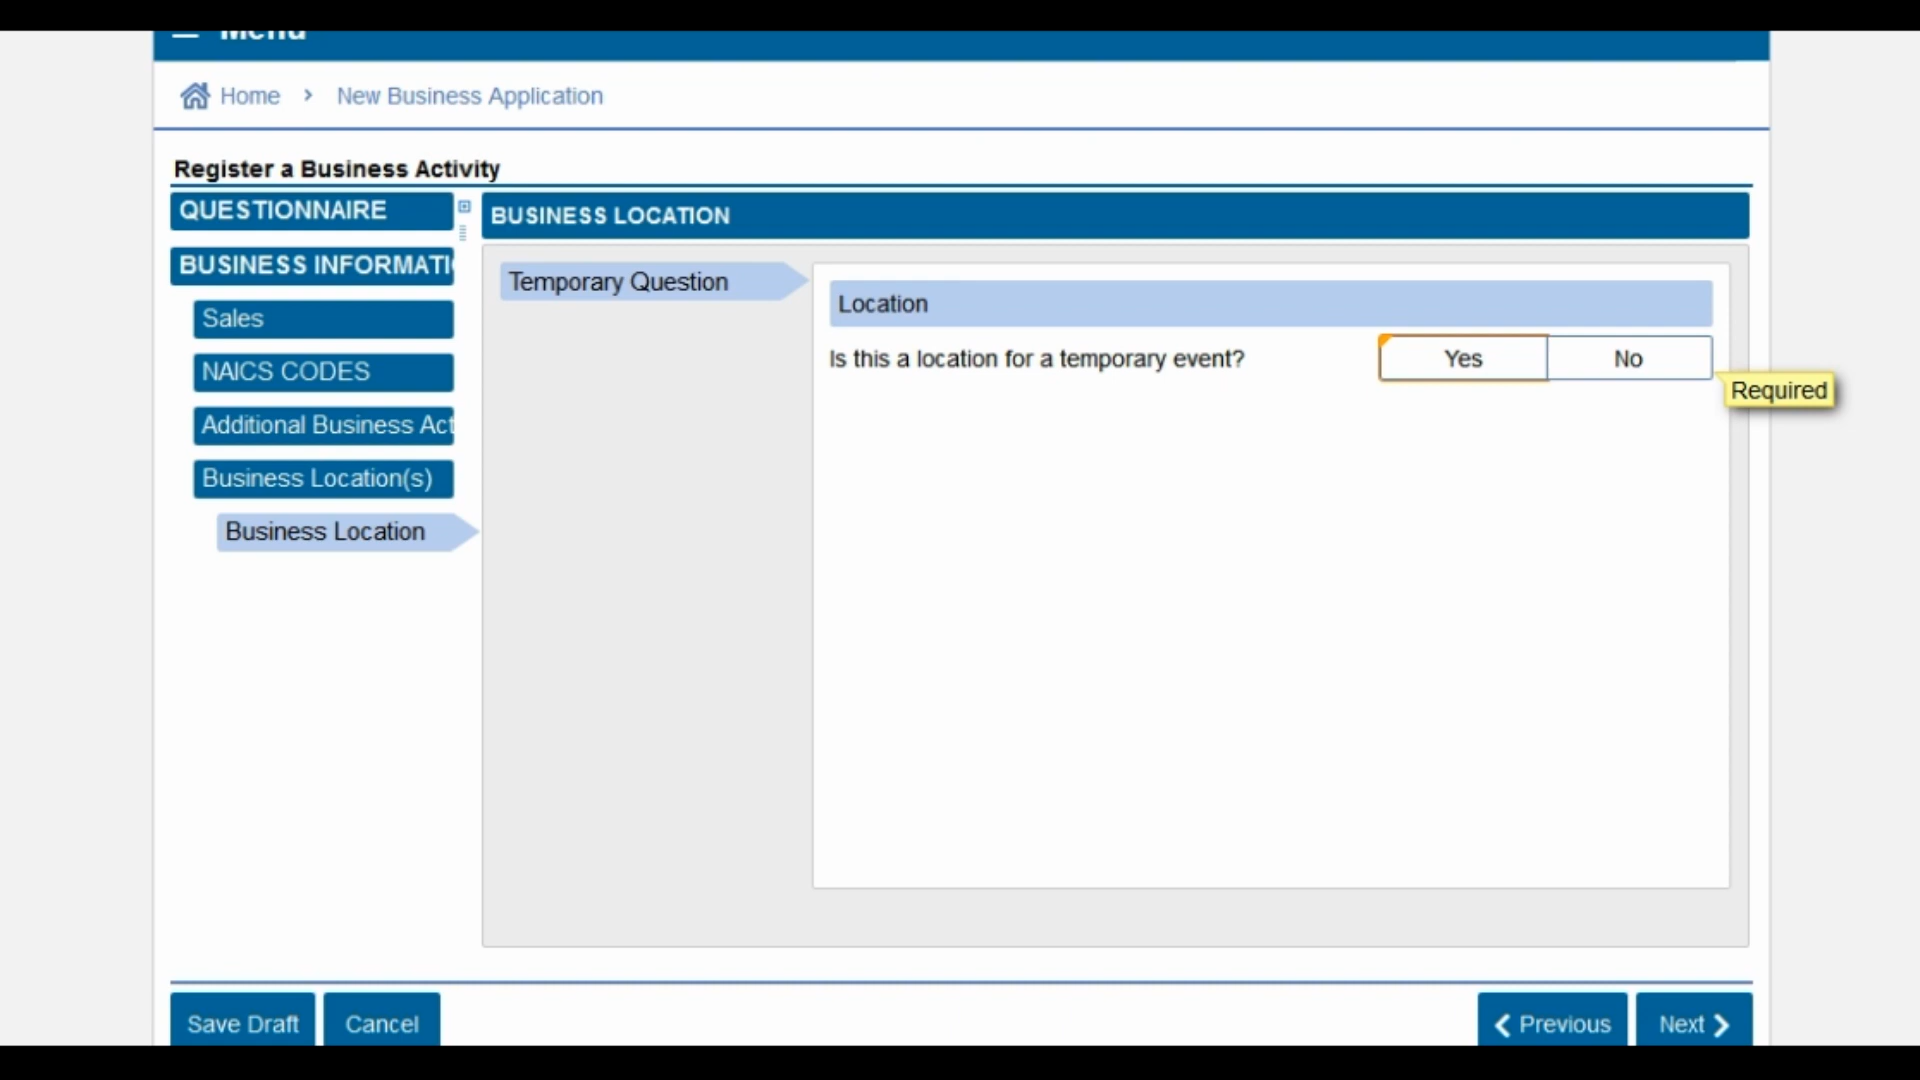 Menu
Home > New Business Application
Register a Business Activity
QUESTIONNAIRE
BUSINESS INFORMATI
Sales
NAICS CODES
Additional Business Act
Business Location(s)
Business Location
BUSINESS LOCATION
Temporary Question
Location
Is this a location for a temporary event?
Yes
No
Required
Save Draft
Cancel
Previous
Next